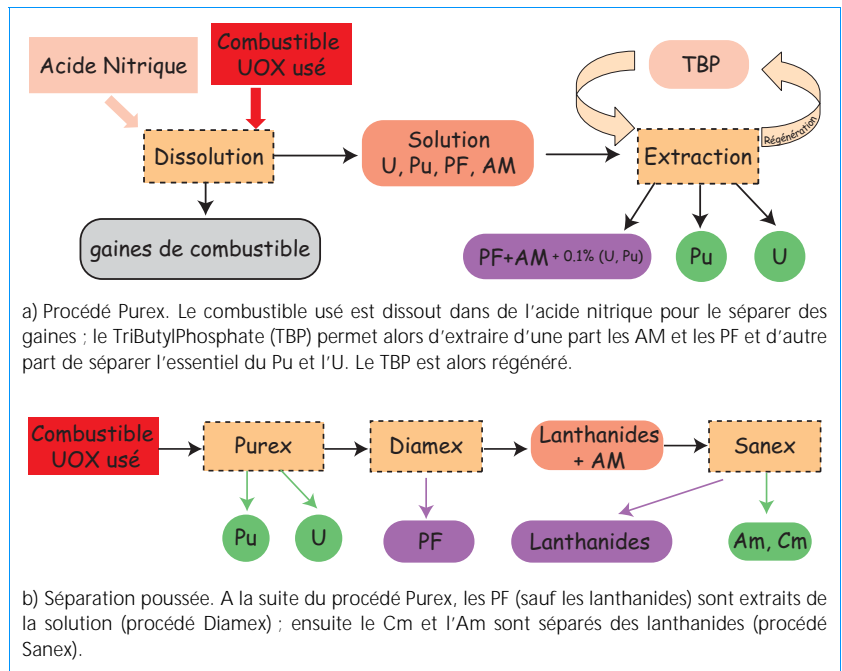 Acide Nitrique
Combustible
UOX usé
TBP
Régénération
Dissolution
Solution
U, Pu, PF, AM
Extraction
gaines de combustible
PF+AM + 0.1% (U, Pu)
Pu
U
a) Procédé Purex. Le combustible usé est dissout dans de l'acide nitrique pour le séparer des
gaines ; le TriButylPhosphate (TBP) permet alors d'extraire d'une part les AM et les PF et d'autre
part de séparer l'essentiel du Pu et l'U. Le TBP est alors régénéré.
Combustible
UOX usé
Purex
Diamex
Lanthanides
+ AM
Sanex
Pu
U
PF
Lanthanides
Am, Cm
b) Séparation poussée. A la suite du procédé Purex, les PF (sauf les lanthanides) sont extraits de
la solution (procédé Diamex) ; ensuite le Cm et l'Am sont séparés des lanthanides (procédé
Sanex).